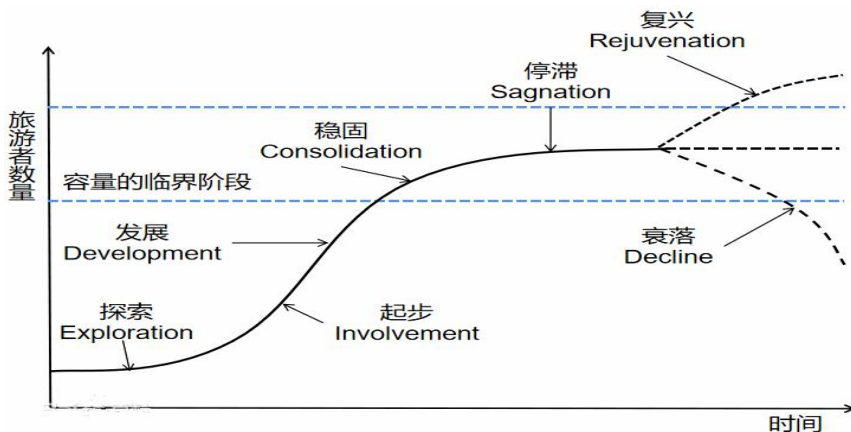 复兴
Rejuvenation
停滞
Sagnation
稳固
Consolidation
旅游者数量
容量的临界阶段
发展
Development
衰落
Decline
探索
Exploration
起步
Involvement
时间